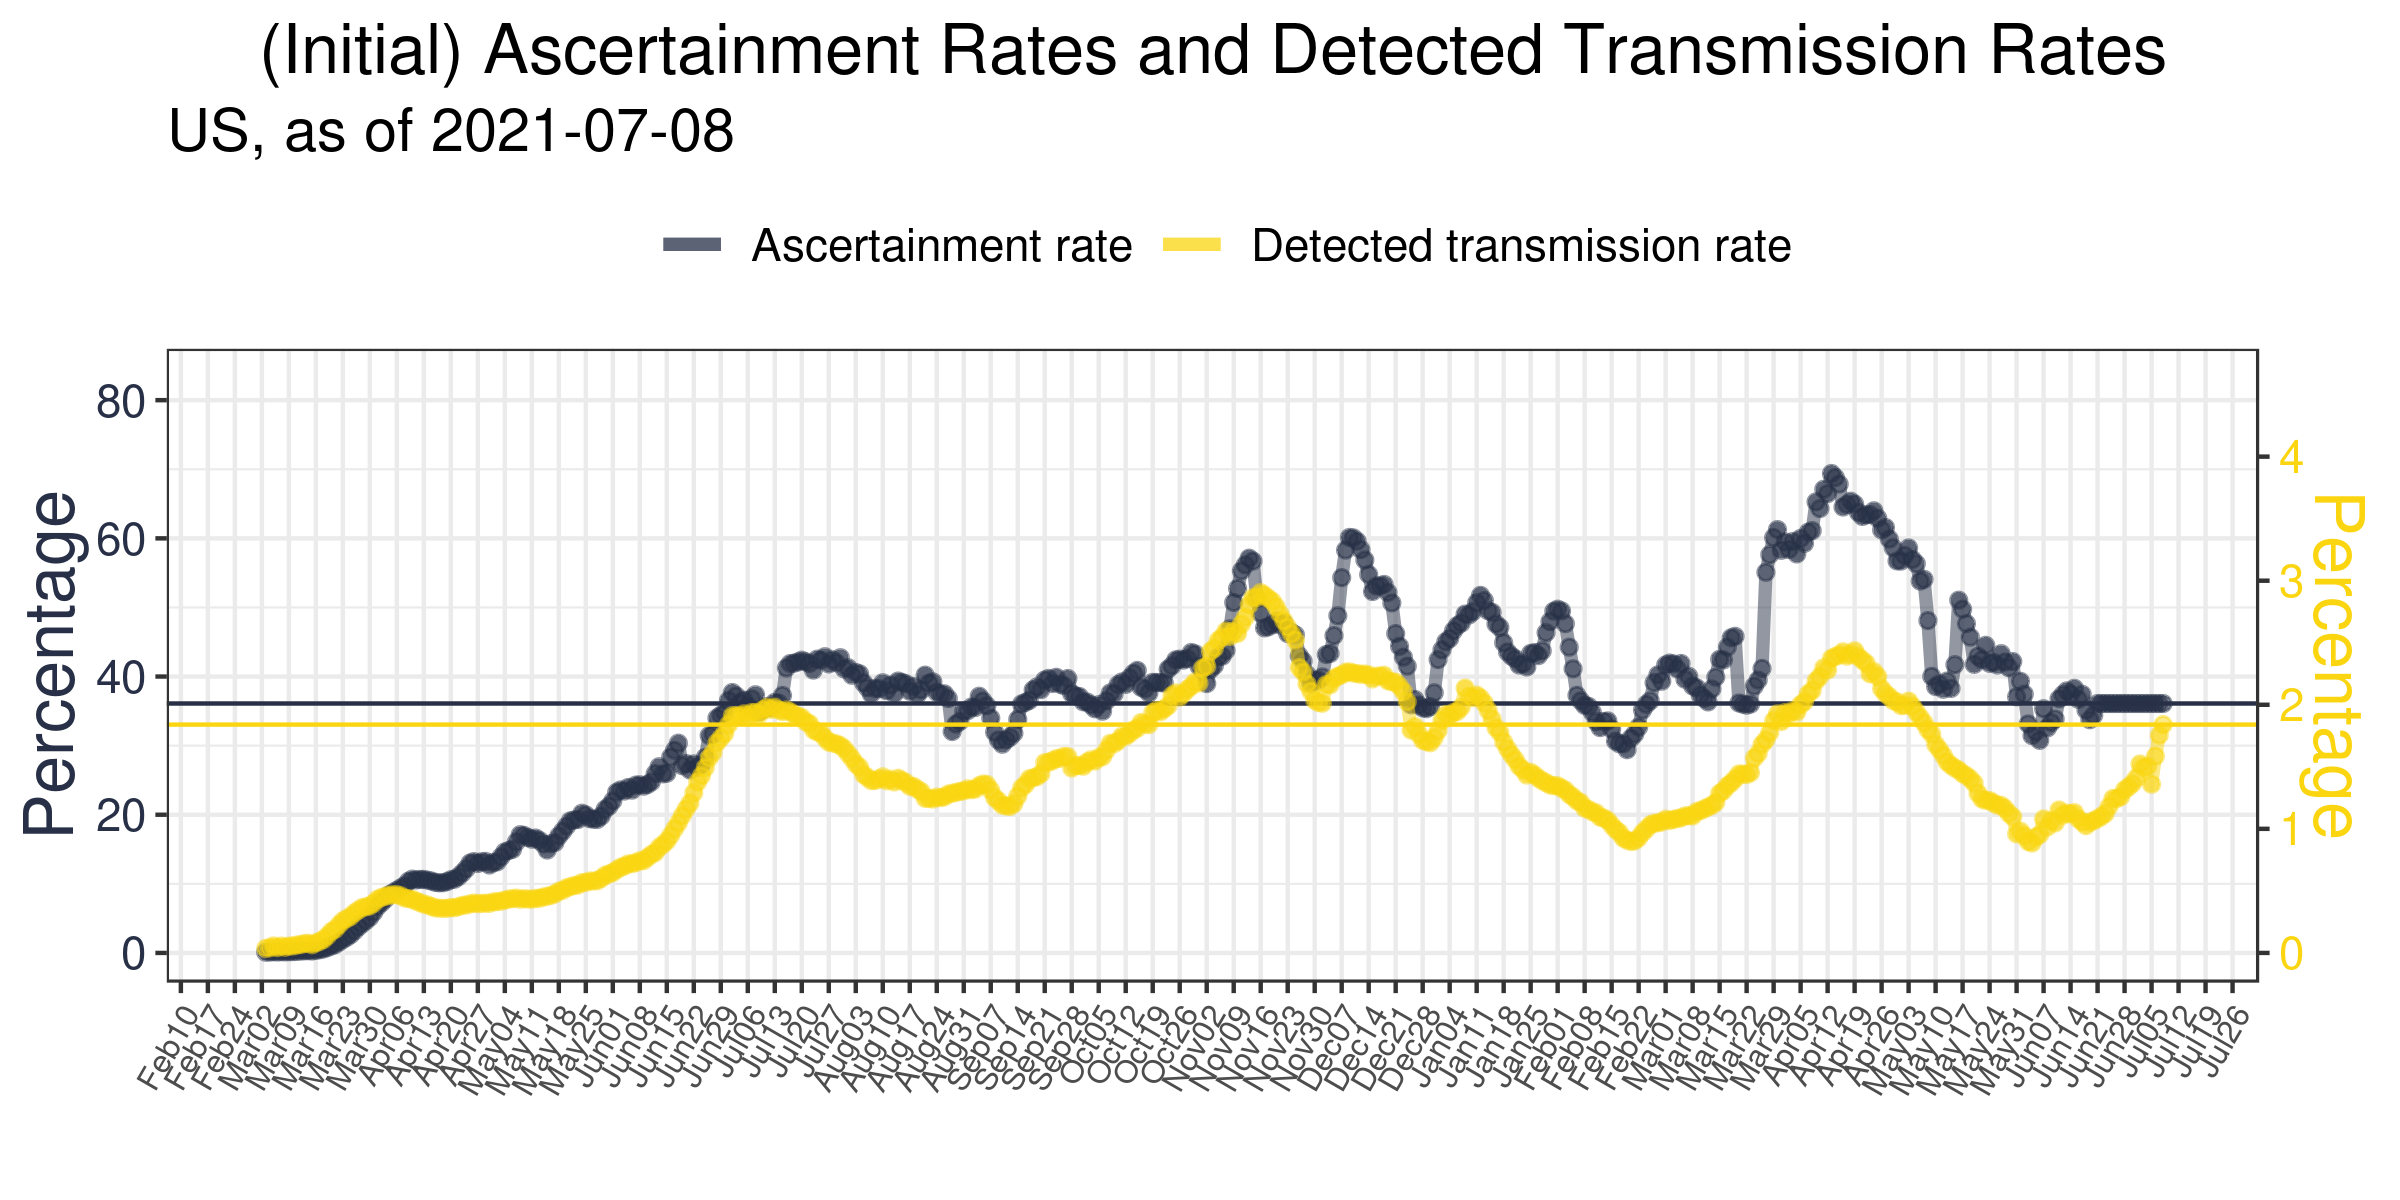 (Initial) Ascertainment Rates and Detected Transmission Rates
US, as of 2021-07-08
Ascertainment rate
Detected transmission rate
Percentage
80
60
40
20
0
4
3
2
1
0
Percentage
Feb10
Feb17
Feb24
Mar02
Mar09
Mar16
Mar23
Mar30
Apr06
Apr13
Apr20
Apr27
May04
May11
May18
May25
Jun01
Jun08
Jun15
Jun22
Jun29
Jul06
Jul13
Jul20
Jul27
Aug03
Aug10
Aug17
Aug24
Aug31
Sep07
Sep14
Sep21
Sep28
Oct05
Oct12
Oct19
Oct26
Nov02
Nov09
Nov16
Nov23
Nov30
Dec07
Dec14
Dec21
Dec28
Jan04
Jan11
Jan18
Jan25
Feb01
Feb08
Feb15
Feb22
Mar01
Mar08
Mar15
Mar22
Mar29
Apr05
Apr12
Apr19
Apr26
May03
May10
May17
May24
May31
Jun07
Jun14
Jun21
Jun28
Jul05
Jul12
Jul19
Jul26